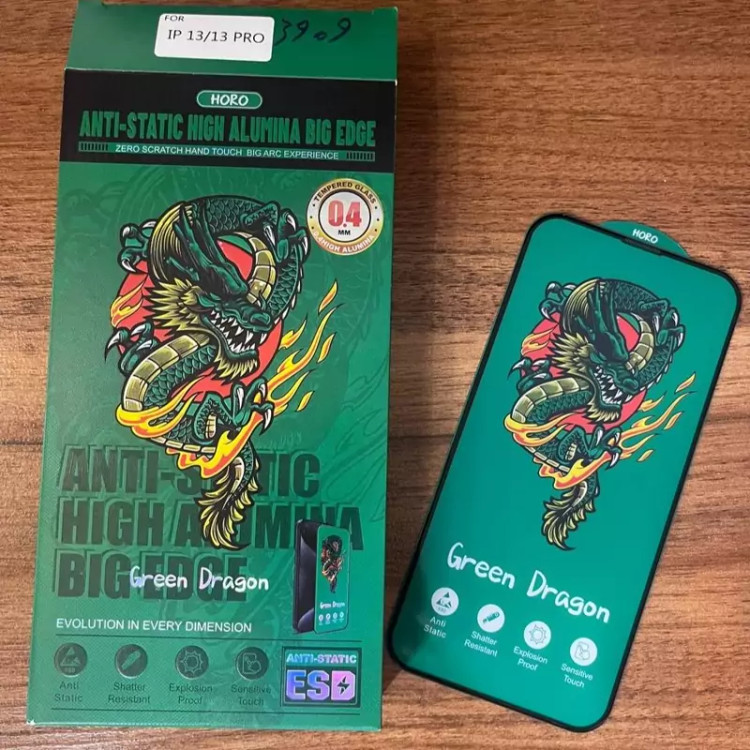 FOR
IP 13/13 PRO
3909
HORO
ANTI-STATIC HIGH ALUMINA BIG EDGE
ZERO SCRATCH HAND TOUCH BIG ARC EXPERIENCE
TEMPERED GLASS
0.4
MM
HIGH ALUMINA
ANTI-STATIC
HIGH ALUMINA
BIG EDGE
Green Dragon
Green Dragon
EVOLUTION IN EVERY DIMENSION
Anti
Static
Shatter
Resistant
Explosion
Proof
Sensitive
Touch
ANTI-STATIC
ESD
HORO
Green Dragon
Anti
Static
Shatter
Resistant
Explosion
Proof
Sensitive
Touch